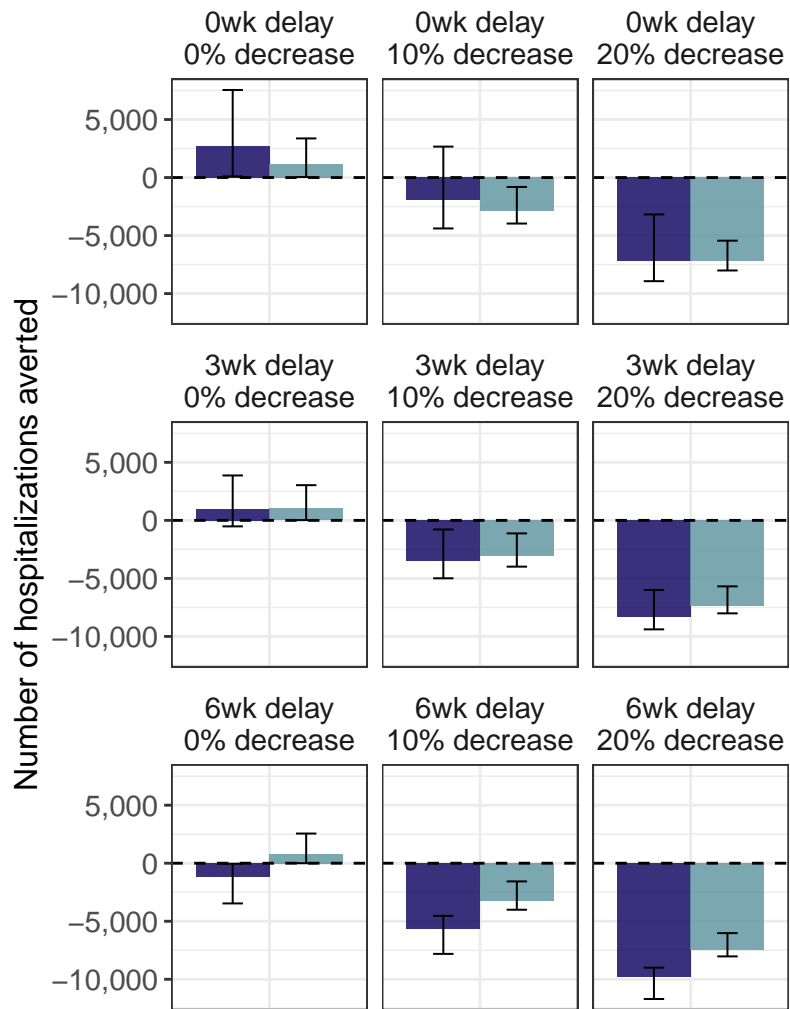 Number of hospitalizations averted
0wk delay
0% decrease
0wk delay
10% decrease
0wk delay
20% decrease
5,000
0
−5,000
−10,000
3wk delay
0% decrease
3wk delay
10% decrease
3wk delay
20% decrease
5,000
0
−5,000
−10,000
6wk delay
0% decrease
6wk delay
10% decrease
6wk delay
20% decrease
5,000
0
−5,000
−10,000